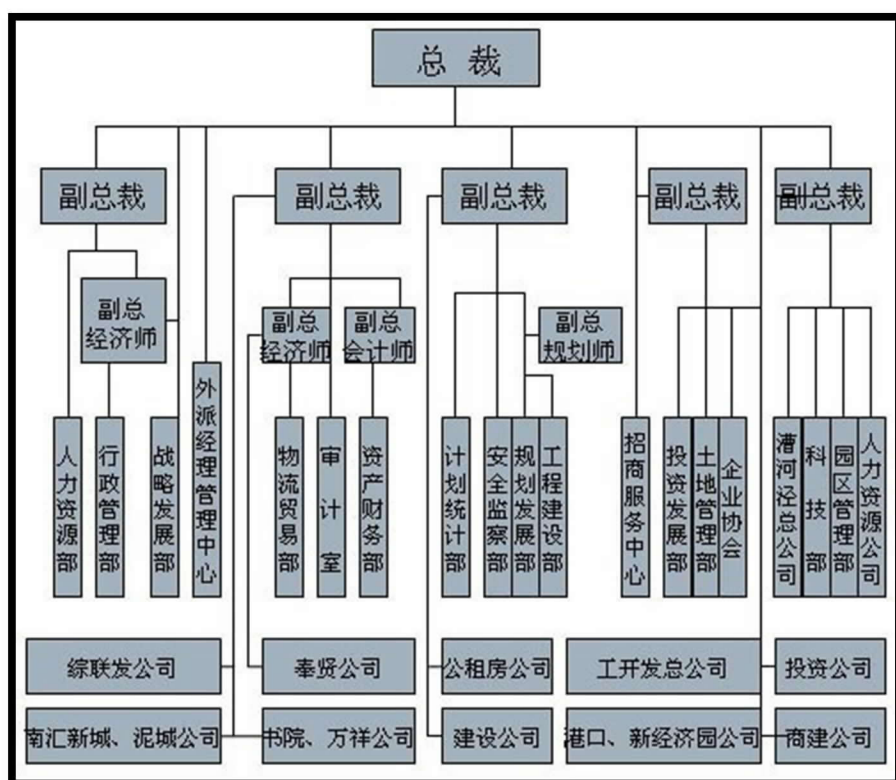 总 裁
副总裁
副总裁
副总裁
副总裁
副总裁
副总
经济师
副总
经济师
副总
会计师
副总
规划师
人力资源部
行政管理部
战略发展部
外派经理管理中心
物流贸易部
审计室
资产财务部
计划统计部
安全监察部
规划发展部
工程建设部
招商服务中心
投资发展部
土地管理部
企业协会
漕河泾总公司
科技部
园区管理部
人力资源公司
综联发公司
奉贤公司
公租房公司
工开发总公司
投资公司
南汇新城、泥城公司
书院、万祥公司
建设公司
港口、新经济园公司
商建公司